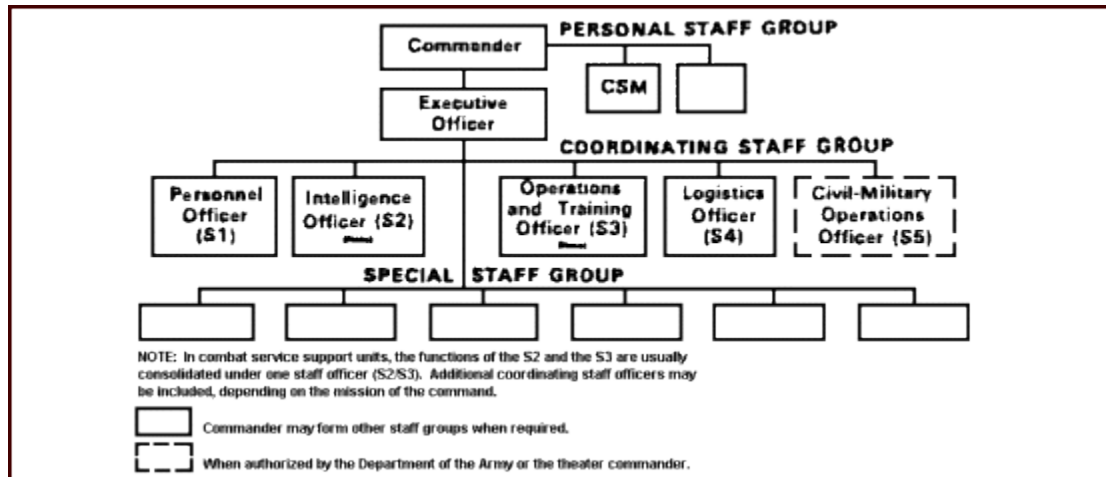 PERSONAL STAFF GROUP
Commander
CSM
Executive
Officer
COORDINATING STAFF GROUP
Personnel
Officer
(S1)
Intelligence
Officer (S2)
Operations
and Training
Officer (S3)
Logistics
Officer
(S4)
Civil-Military
Operations
Officer (S5)
SPECIAL STAFF GROUP
NOTE: In combat service support units, the functions of the S2 and the S3 are usually
consolidated under one staff officer (S2/S3). Additional coordinating staff officers may
be included, depending on the mission of the command.
Commander may form other staff groups when required.
When authorized by the Department of the Army or the theater commander.